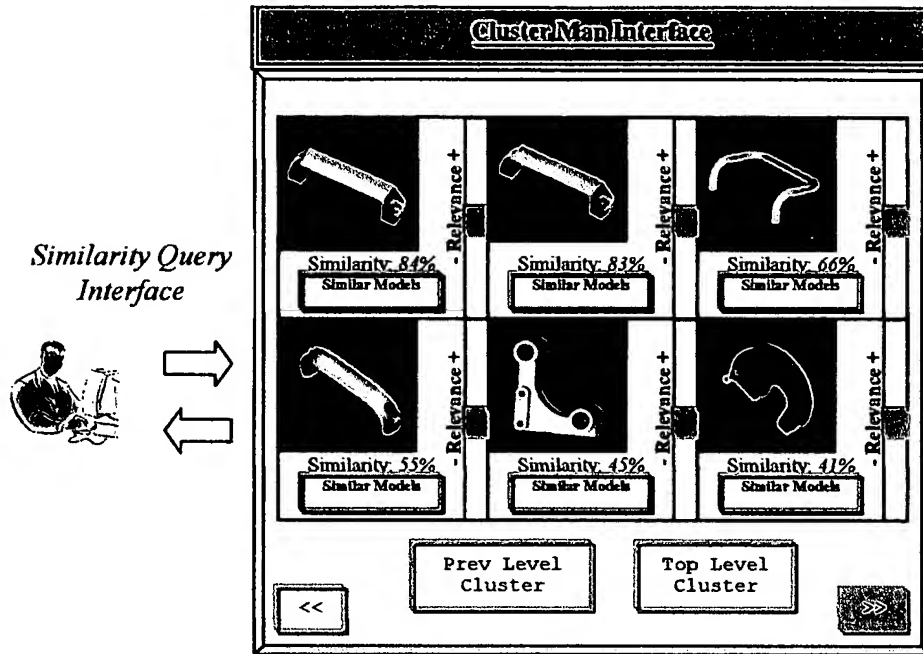 Cluster Man Interface
Similarity Query
Interface
- Relevance +
- Relevance +
- Relevance +
Similarity: 84%
Similar Models
Similarity: 83%
Similar Models
Similarity: 66%
Similar Models
- Relevance +
- Relevance +
- Relevance +
Similarity: 55%
Similar Models
Similarity: 45%
Similar Models
Similarity: 41%
Similar Models
Prev Level
Cluster
Top Level
Cluster
<<
>>